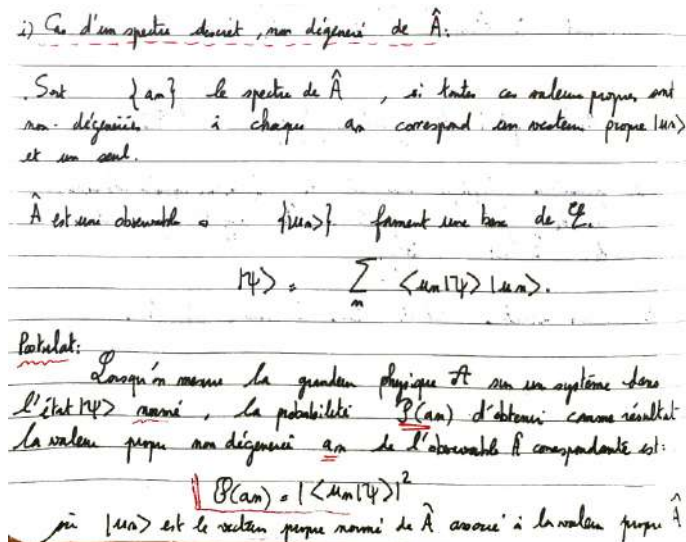 i) Cas d'un spectre discret, non dégénéré de Â:
. Soit {an} le spectre de Â , si toutes ces valeurs propres sont
non-dégénérées à chaque an correspond un vecteur propre |un>
et un seul.
Â est une observable {|un>} forment une base de
|ψ> = ∑n <un|ψ> |un>.
Postulat:
Lorsqu'on mesure la grandeur physique A sur un système dans
l'état |ψ> normé, la probabilité P(an) d'obtenir comme résultat
la valeur propre non dégénérée an de l'observable Â correspondante est:
P(an) = |<un|ψ>|²
où |un> est le vecteur propre normé de Â associé à la valeur propre Â